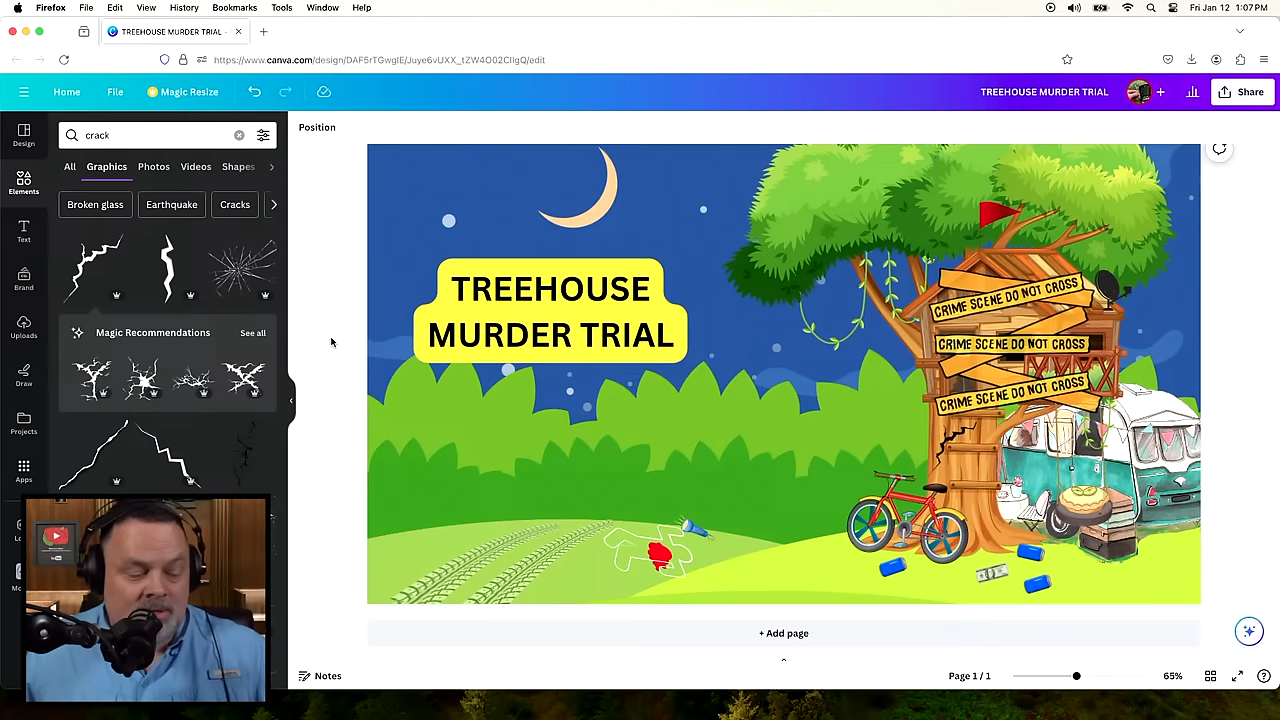 Firefox File Edit View History Bookmarks Tools Window Help
Fri Jan 12 1:07PM
TREEHOUSE MURDER TRIAL -
https://www.canva.com/design/DAF5rTGwgIE/Juye6vUXX_tZW4O02CIlgQ/edit
Home File Magic Resize
TREEHOUSE MURDER TRIAL
Share
Design
Elements
Text
Brand
Uploads
Draw
Projects
Apps
crack
All Graphics Photos Videos Shapes
Broken glass Earthquake Cracks
Magic Recommendations See all
Position
TREEHOUSE
MURDER TRIAL
CRIME SCENE DO NOT CROSS
CRIME SCENE DO NOT CROSS
CRIME SCENE DO NOT CROSS
+ Add page
Notes
Page 1 / 1
65%